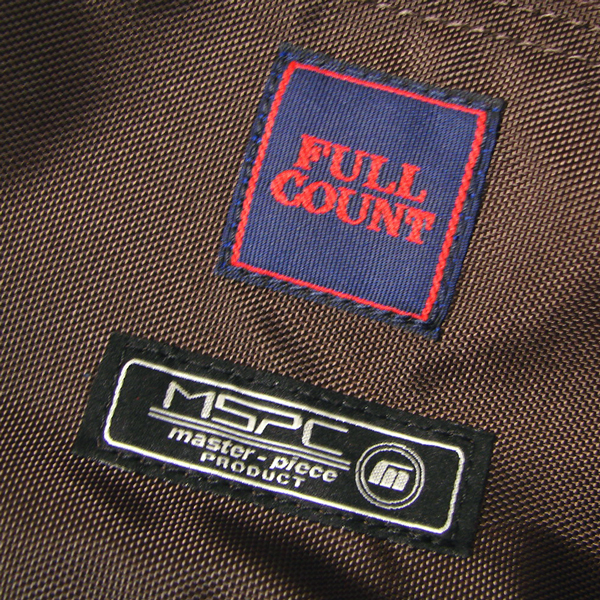 FULL
COUNT
MSPC
master-piece
PRODUCT
m